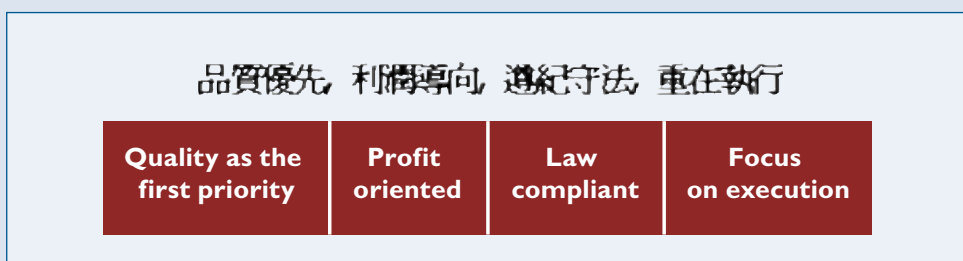 品質優先, 利潤導向, 遵紀守法, 重在執行
Quality as the
first priority
Profit
oriented
Law
compliant
Focus
on execution